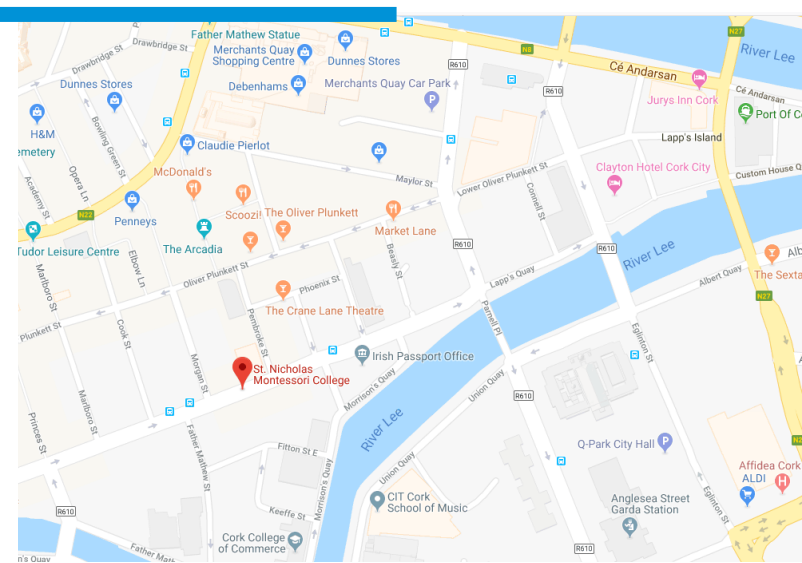 Father Mathew Statue
Drawbridge St
Drawbridge St
Merchants Quay
Shopping Centre
Dunnes Stores
R610
N8
N27
River Lee
Cé Andarsan
Cé Andarsan
Dunnes Stores
Debenhams
Merchants Quay Car Park
R610
Jurys Inn Cork
Port Of C
H&M
Bowling Green St
Claudie Pierlot
Lapp's Island
emetery
Opera Ln
Academy St
McDonald's
Maylor St
Lower Oliver Plunkett St
Clayton Hotel Cork City
Custom House Q
Connell St
N22
Penneys
Scoozi!
The Oliver Plunkett
Market Lane
Tudor Leisure Centre
The Arcadia
R610
R610
River Lee
Alb
Marlboro St
Elbow Ln
Oliver Plunkett St
Phoenix St
Beasly St
Lapp's Quay
Albert Quay
The Sexta
N27
The Crane Lane Theatre
Plunkett St
Cook St
Pembroke St
Parnell Pl
Eglinton St
Morgan St
Irish Passport Office
St. Nicholas
Montessori College
Morrison's Quay
Union Quay
R610
Marlboro St
Princes St
Father Mathew St
River Lee
Fitton St E
Union Quay
Q-Park City Hall
N2
Affidea Cork
ALDI
Morrison's Quay
CIT Cork
School of Music
Anglesea Street
Garda Station
Eglinton St
R610
Keeffe St
Cork College
of Commerce
R610
n's Quay
Father Mat